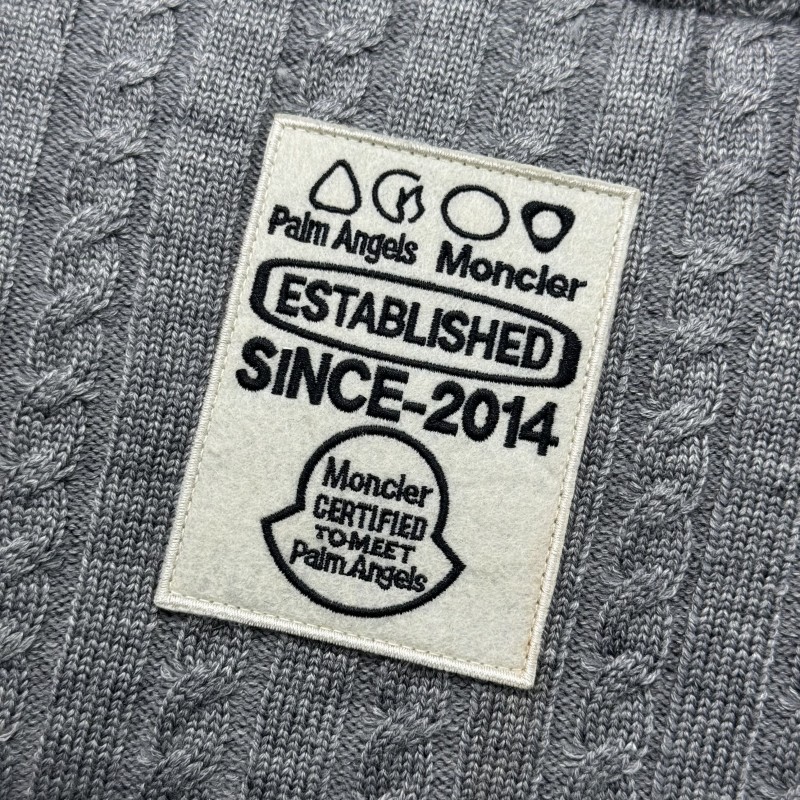 Palm Angels Moncler
ESTABLISHED
SINCE-2014
Moncler
CERTIFIED
TO MEET
Palm Angels